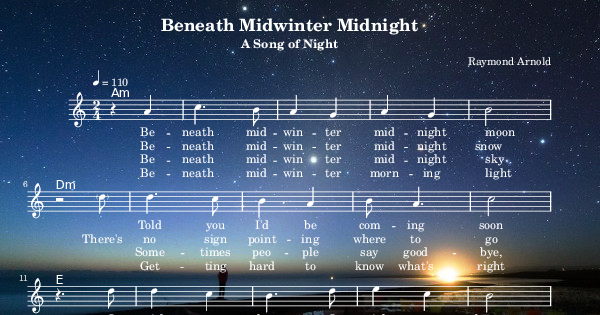 Beneath Midwinter Midnight
A Song of Night
Raymond Arnold
♩ = 110
Am
2/4
Be - neath mid - win - ter mid - night moon
Be - neath mid - win - ter mid - night snow
Be - neath mid - win - ter mid - night sky
Be - neath mid - win - ter morn - ing light
6 Dm
Told you I'd be com - ing soon
There's no sign point - ing where to go
Some - times peo - ple say good - bye,
Get - ting hard to know what's right
11 E